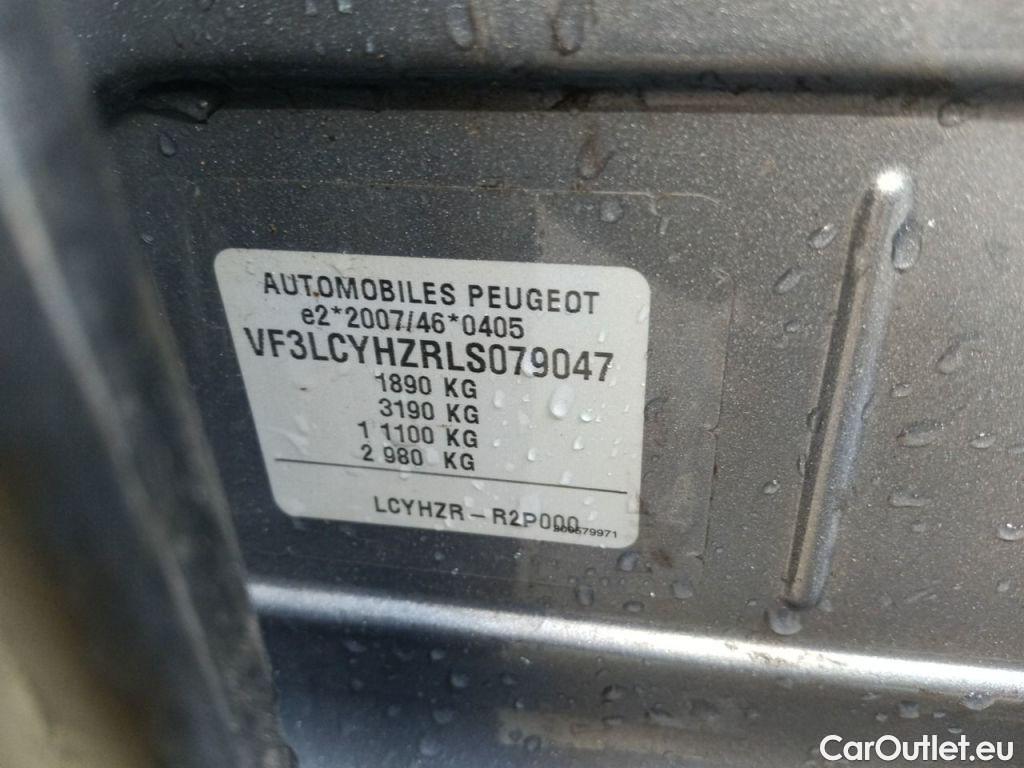 AUTOMOBILES PEUGEOT
e2*2007/46*0405
VF3LCYHZRLS079047
1890 KG
3190 KG
1 1100 KG
2 980 KG
LCYHZR - R2P000
CarOutlet.eu